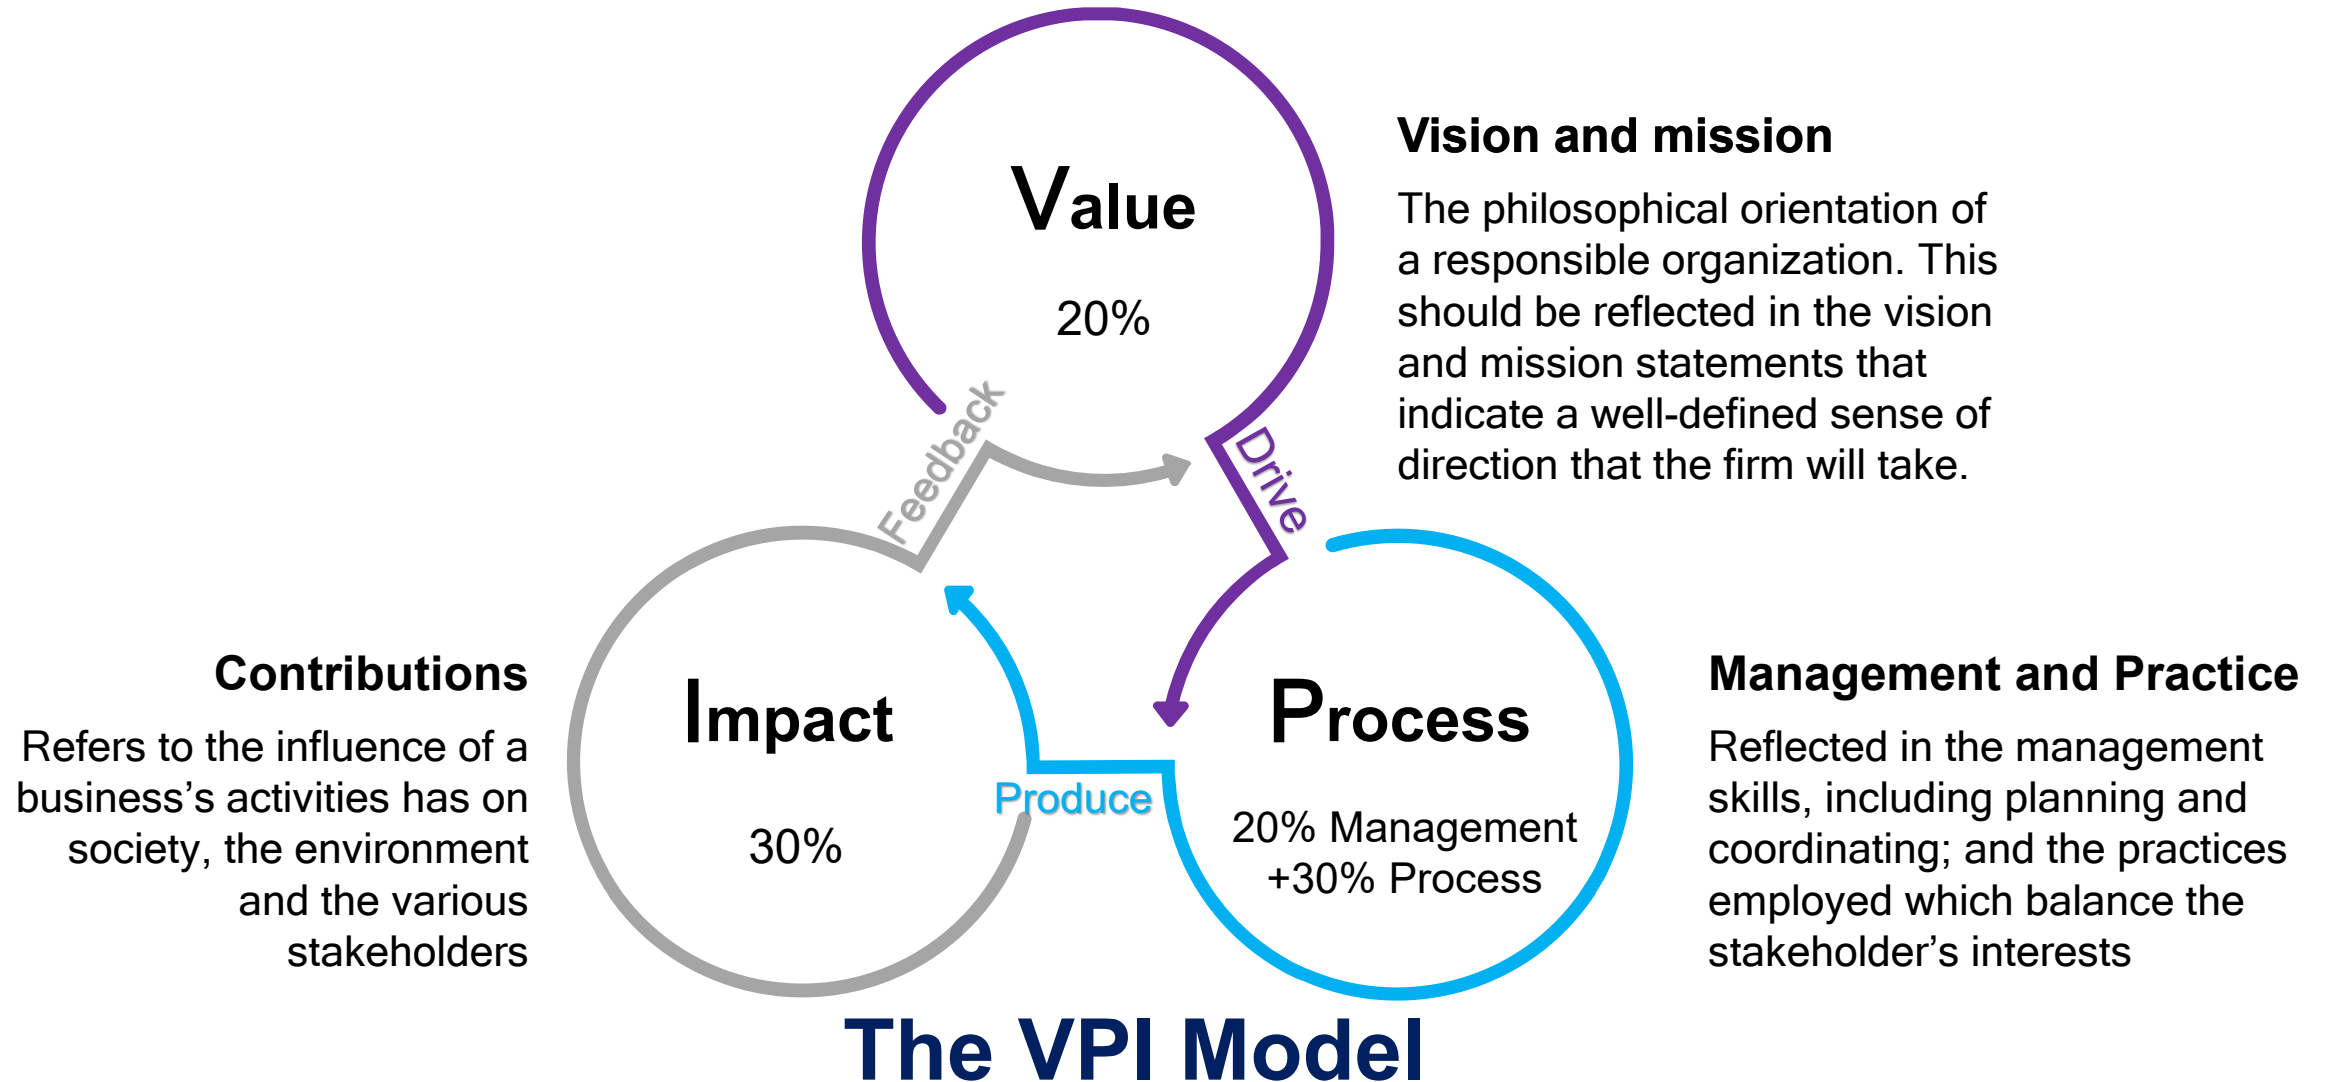 Value
20%
Vision and mission
The philosophical orientation of
a responsible organization. This
should be reflected in the vision
and mission statements that
indicate a well-defined sense of
direction that the firm will take.
Feedback
Drive
Contributions
Refers to the influence of a
business’s activities has on
society, the environment
and the various
stakeholders
Impact
30%
Produce
Process
20% Management
+30% Process
Management and Practice
Reflected in the management
skills, including planning and
coordinating; and the practices
employed which balance the
stakeholder’s interests
The VPI Model